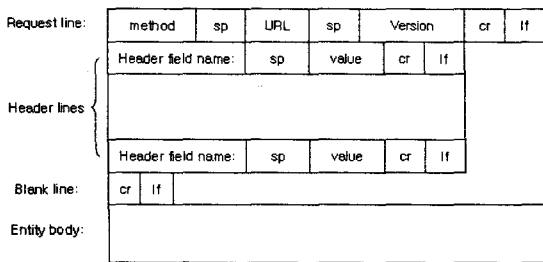 Request line: method sp URL sp Version cr lf
Header field name: sp value cr lf
Header lines
Header field name: sp value cr lf
Blank line: cr lf
Entity body: